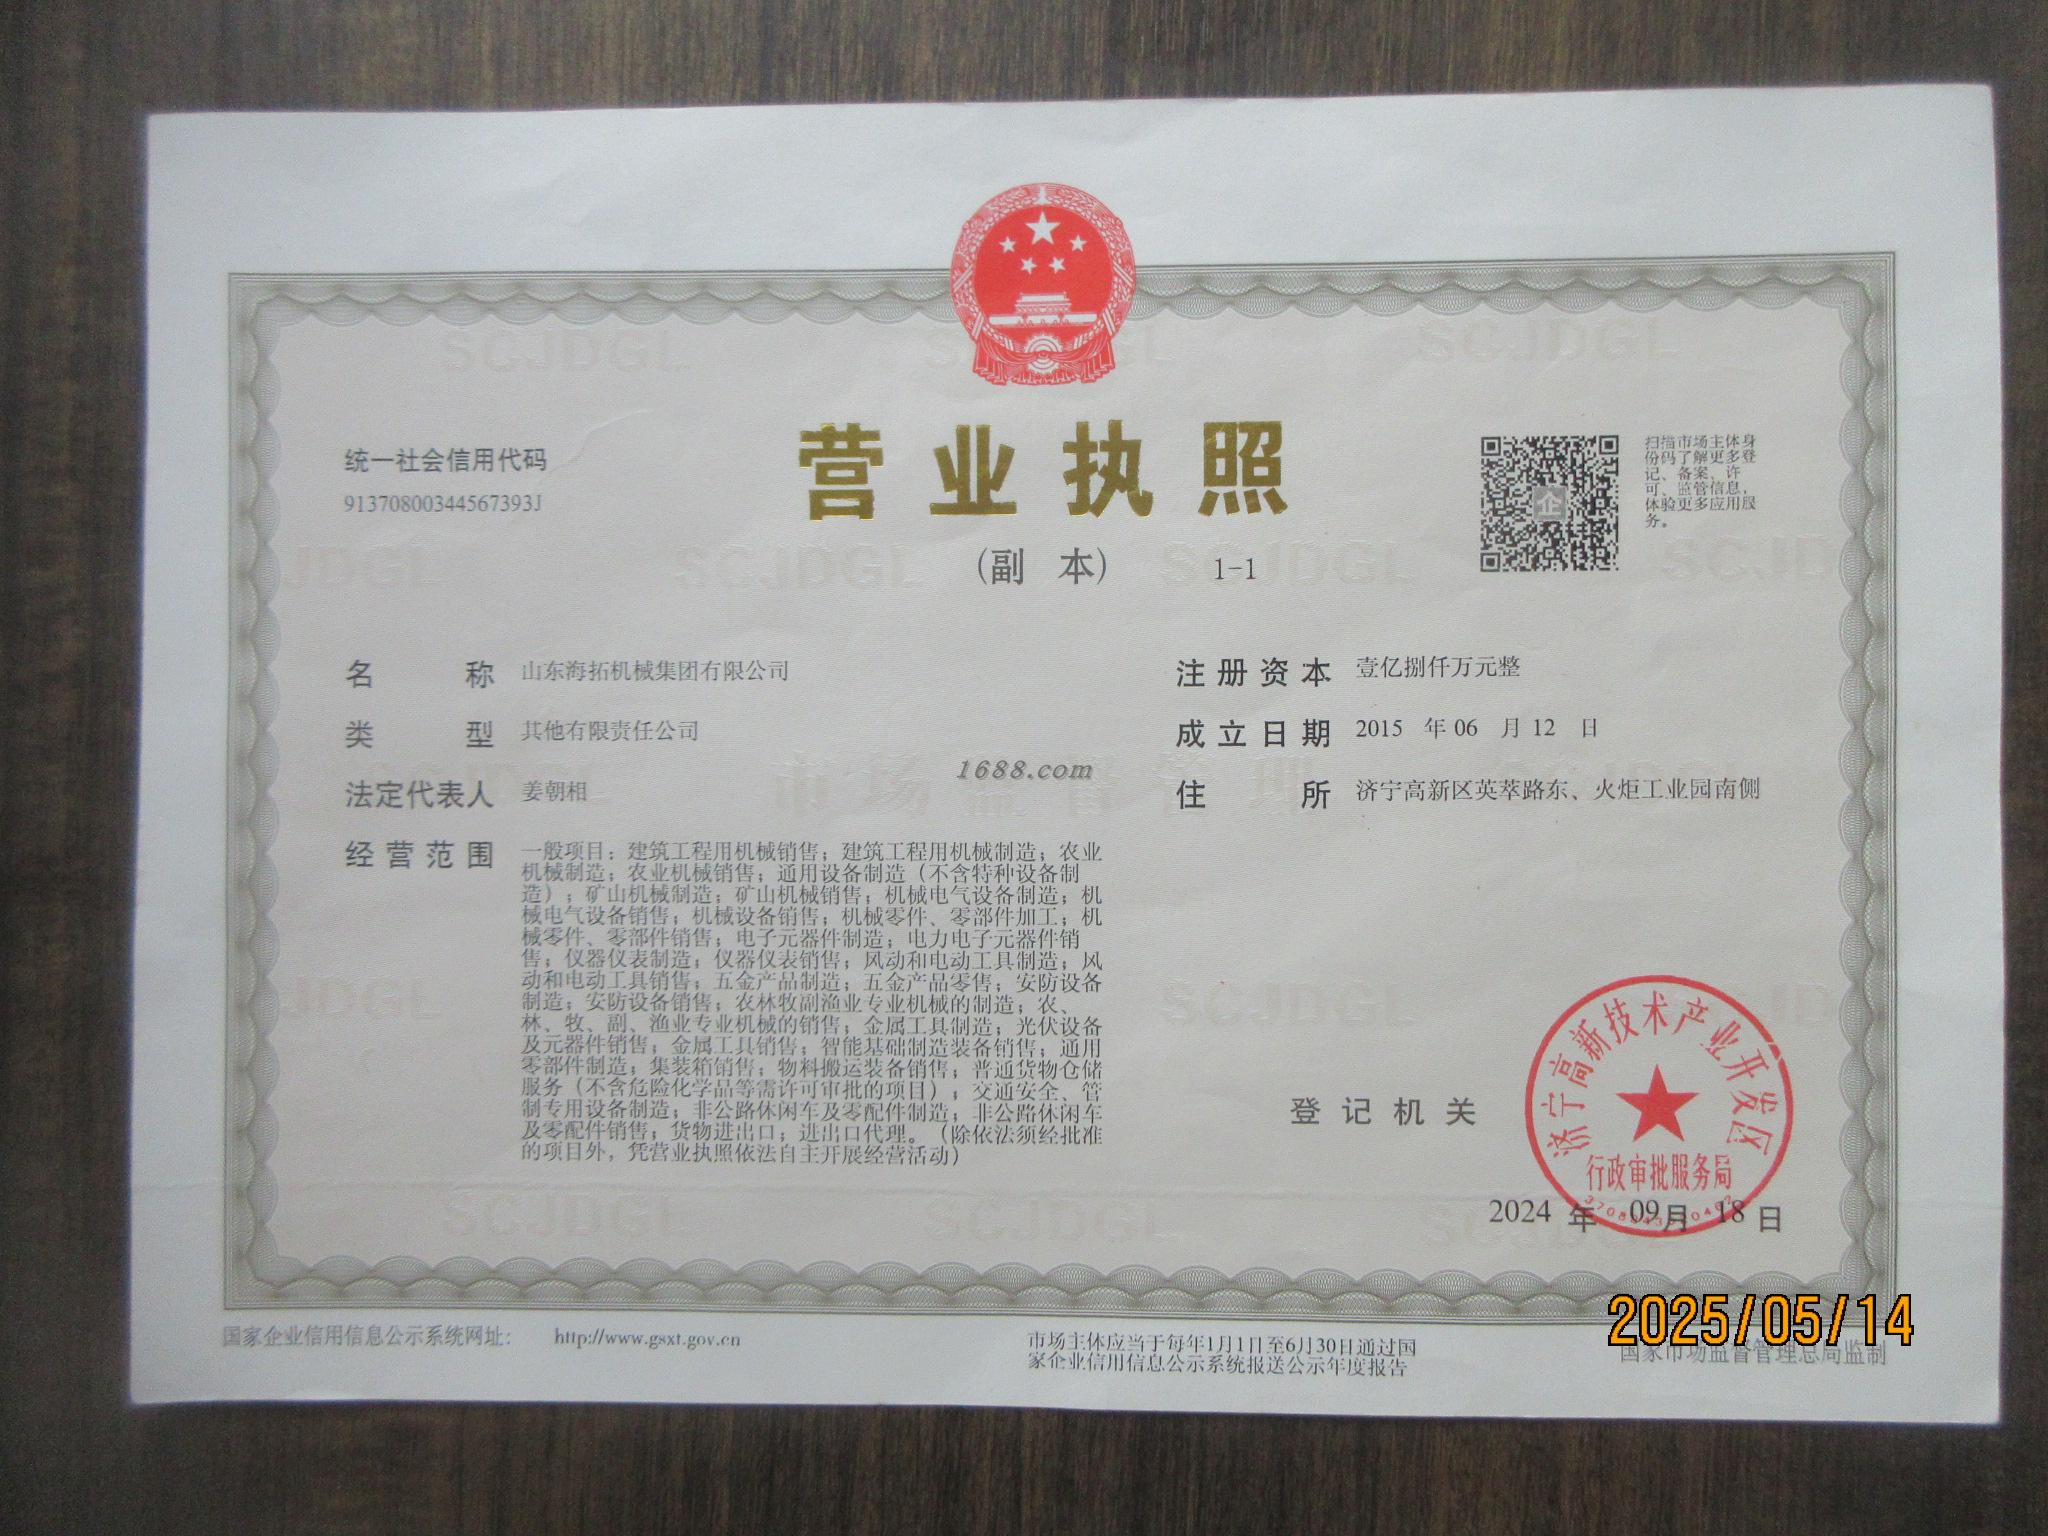 统一社会信用代码
91370800344567393J
营业执照
(副 本) 1-1
扫描市场主体身
份码了解更多登
记、备案、许
可、监管信息,
体验更多应用服
务。
名 称 山东海拓机械集团有限公司
类 型 其他有限责任公司
法定代表人 姜朝相
注册资本 壹亿捌仟万元整
成立日期 2015 年 06 月 12 日
住 所 济宁高新区英萃路东、火炬工业园南侧
1688.com
经营范围 一般项目：建筑工程用机械销售；建筑工程用机械制造；农业
机械制造；农业机械销售；通用设备制造（不含特种设备制
造）；矿山机械制造；矿山机械销售；机械电气设备制造；机
械电气设备销售；机械设备销售；机械零件、零部件加工；机
械零件、零部件销售；电子元器件制造；电力电子元器件销
售；仪器仪表制造；仪器仪表销售；风动和电动工具制造；风
动和电动工具销售；五金产品制造；五金产品零售；安防设备
制造；安防设备销售；农林牧副渔业专业机械的制造；农、
林、牧、副、渔业专业机械的销售；金属工具制造；光伏设备
及元器件销售；金属工具销售；智能基础制造装备销售；通用
零部件制造；集装箱销售；物料搬运装备销售；普通货物仓储
服务（不含危险化学品等需许可审批的项目）；交通安全、管
制专用设备制造；非公路休闲车及零配件制造；非公路休闲车
及零配件销售；货物进出口；进出口代理。（除依法须经批准
的项目外，凭营业执照依法自主开展经营活动）
登记机关
济宁高新技术产业开发区
行政审批服务局
2024 年 09 月 18 日
国家企业信用信息公示系统网址: http://www.gsxt.gov.cn
市场主体应当于每年1月1日至6月30日通过国
家企业信用信息公示系统报送公示年度报告
国家市场监督管理总局监制
2025/05/14
SCJDGL
市场监督管理